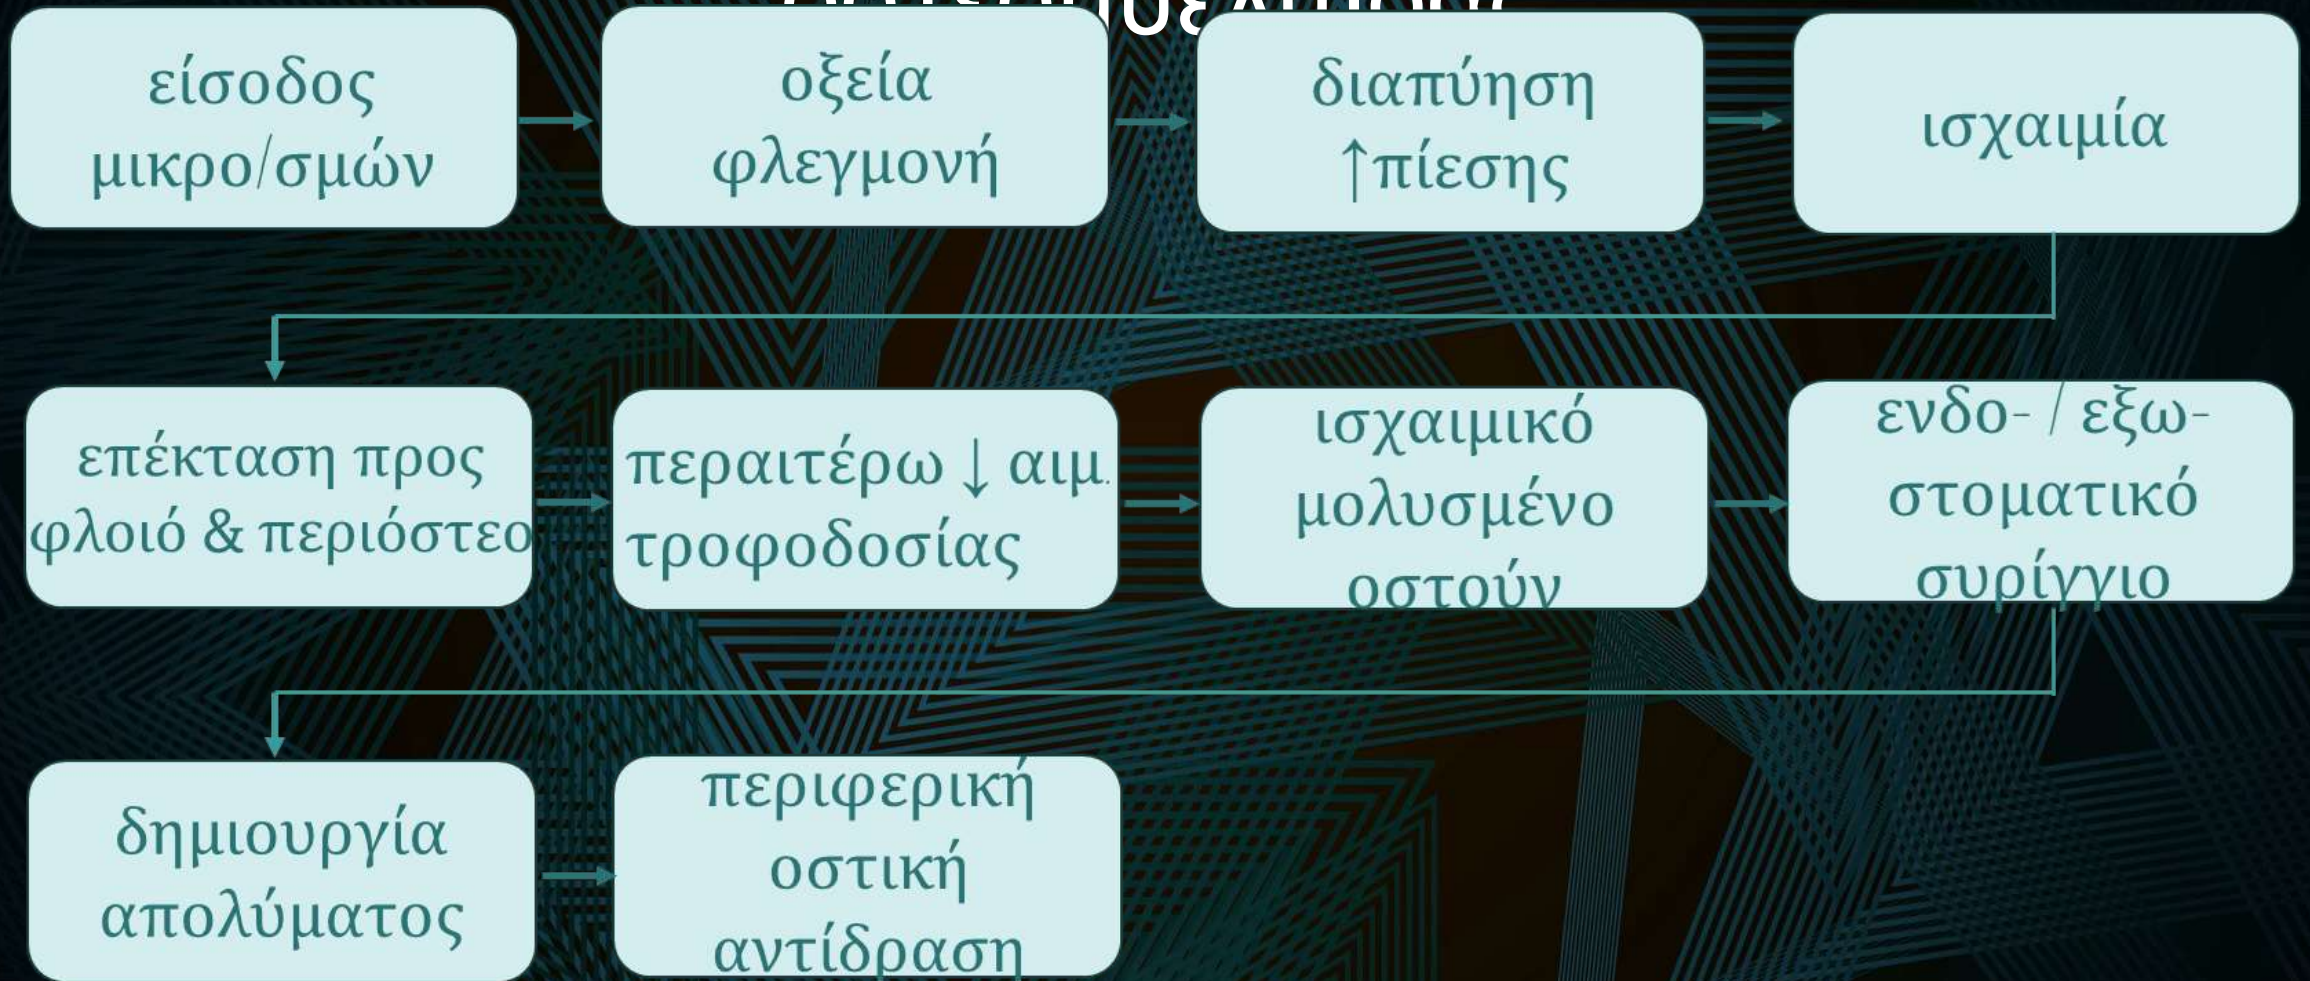 είσοδος
μικρο/σμών
οξεία
φλεγμονή
διαπύηση
↑πίεσης
ισχαιμία
επέκταση προς
φλοιό & περιόστεο
περαιτέρω ↓ αιμ.
τροφοδοσίας
ισχαιμικό
μολυσμένο
οστούν
ενδο- / εξω-
στοματικό
συρίγγιο
δημιουργία
απολύματος
περιφερική
οστική
αντίδραση